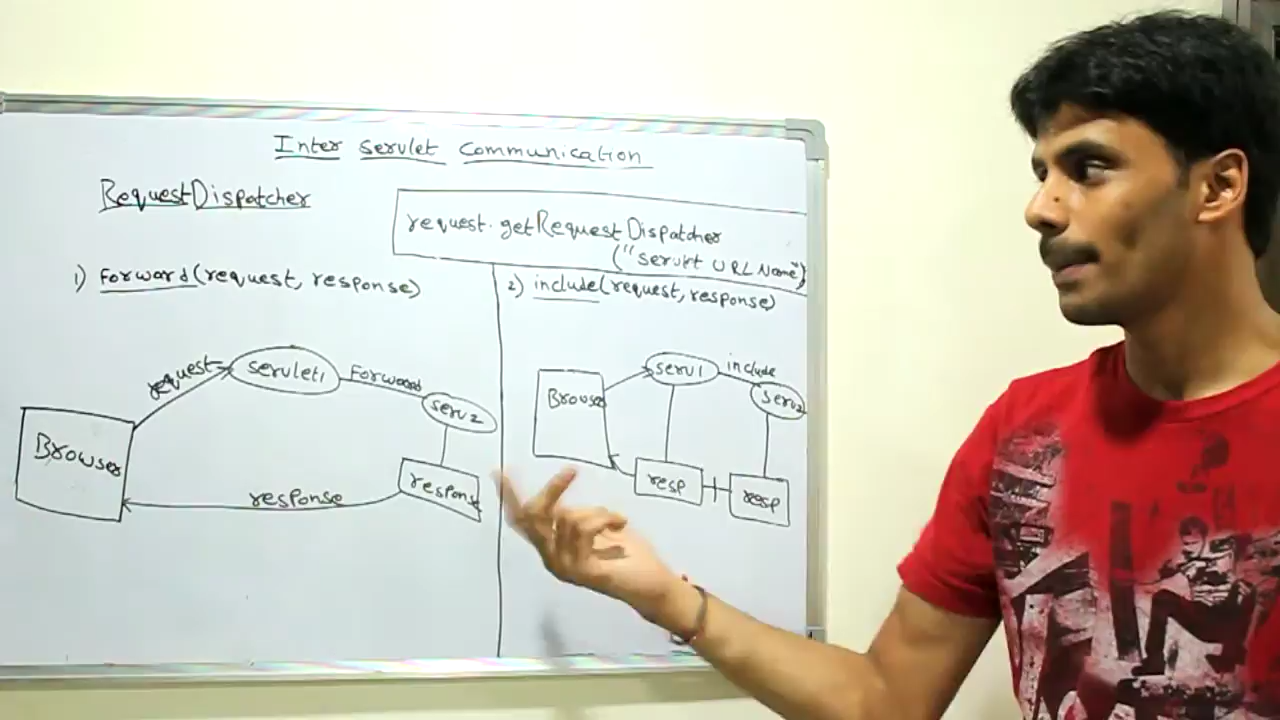 Inter servlet communication
RequestDispatcher
request.getRequestDispatcher
("servlet URL Name")
1) forward(request, response)
2) include(request, response)
request
servlet1
forward
serv2
Browser
response
response
Browser
serv1
include
serv2
resp
+
resp